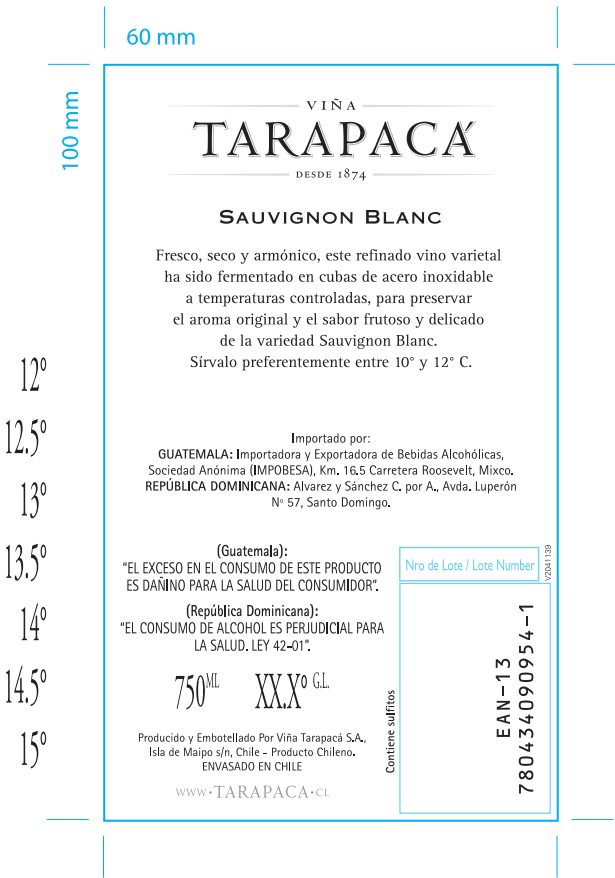 60 mm
100 mm
VIÑA
TARAPACÁ
DESDE 1874
SAUVIGNON BLANC
Fresco, seco y armónico, este refinado vino varietal
ha sido fermentado en cubas de acero inoxidable
a temperaturas controladas, para preservar
el aroma original y el sabor frutoso y delicado
de la variedad Sauvignon Blanc.
Sírvalo preferentemente entre 10° y 12° C.
12°
12.5°
13°
13.5°
14°
14.5°
15°
Importado por:
GUATEMALA: Importadora y Exportadora de Bebidas Alcohólicas,
Sociedad Anónima (IMPOBESA), Km. 16.5 Carretera Roosevelt, Mixco.
REPÚBLICA DOMINICANA: Alvarez y Sánchez C. por A., Avda. Luperón
N° 57, Santo Domingo.
(Guatemala):
"EL EXCESO EN EL CONSUMO DE ESTE PRODUCTO
ES DAÑINO PARA LA SALUD DEL CONSUMIDOR".
(República Dominicana):
"EL CONSUMO DE ALCOHOL ES PERJUDICIAL PARA
LA SALUD. LEY 42-01".
750 ML XX.X° G.L.
Producido y Embotellado Por Viña Tarapacá S.A.,
Isla de Maipo s/n, Chile - Producto Chileno.
ENVASADO EN CHILE
WWW·TARAPACA·CL
Contiene sulfitos
Nro de Lote / Lote Number
V2041139
EAN-13
7804340909541-1